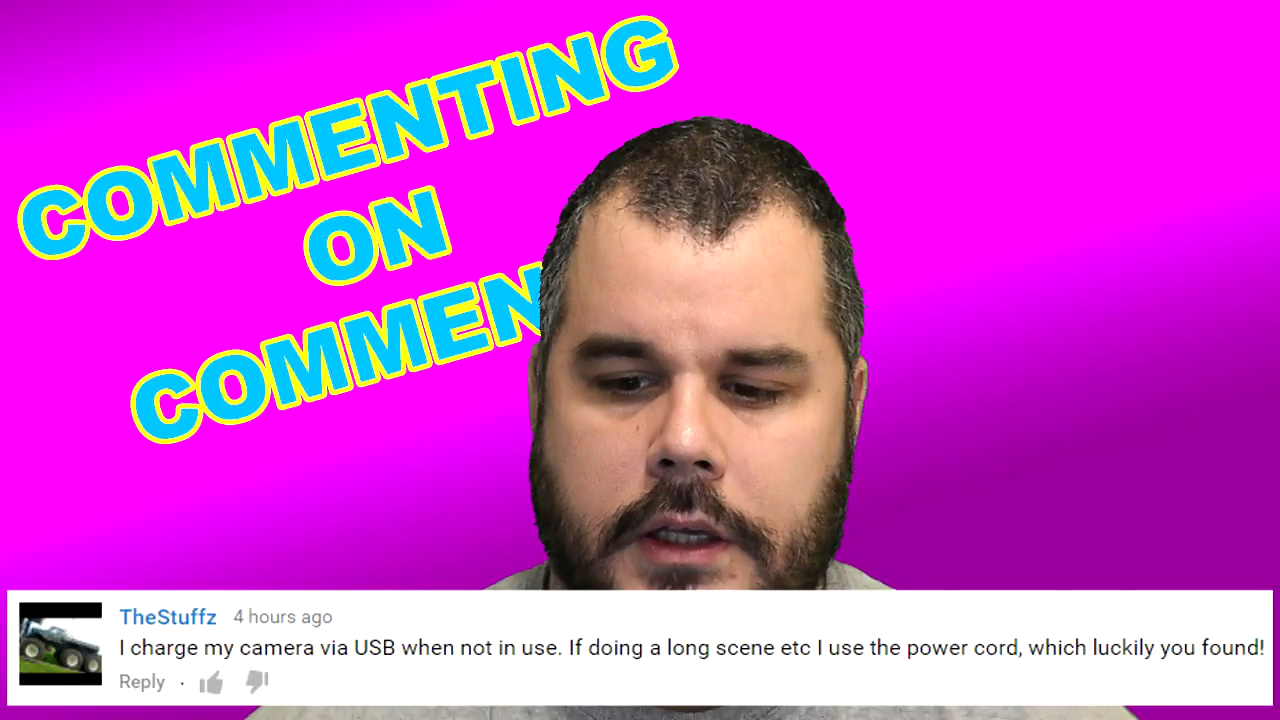 COMMENTING
ON
COMMEN
TheStuffz 4 hours ago
I charge my camera via USB when not in use. If doing a long scene etc I use the power cord, which luckily you found!
Reply ·